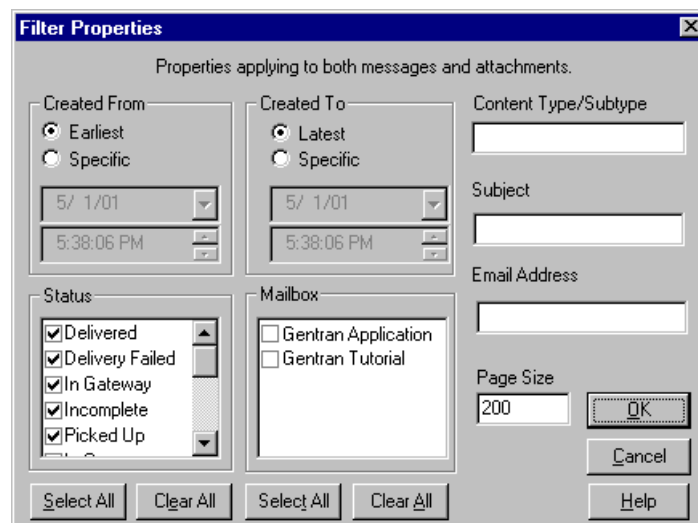 Filter Properties
Properties applying to both messages and attachments.
Created From
Earliest
Specific
5/ 1/01
5:38:06 PM
Created To
Latest
Specific
5/ 1/01
5:38:06 PM
Content Type/Subtype
Subject
Email Address
Status
Delivered
Delivery Failed
In Gateway
Incomplete
Picked Up
Mailbox
Gentran Application
Gentran Tutorial
Page Size
200
OK
Cancel
Select All
Clear All
Select All
Clear All
Help